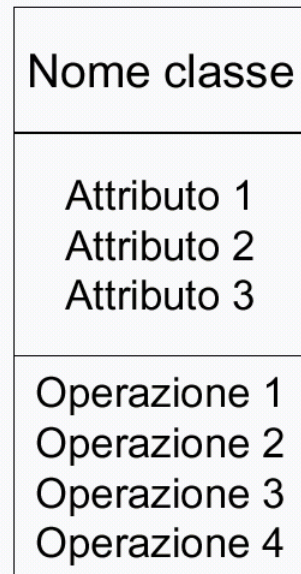 Nome classe
Attributo 1
Attributo 2
Attributo 3
Operazione 1
Operazione 2
Operazione 3
Operazione 4